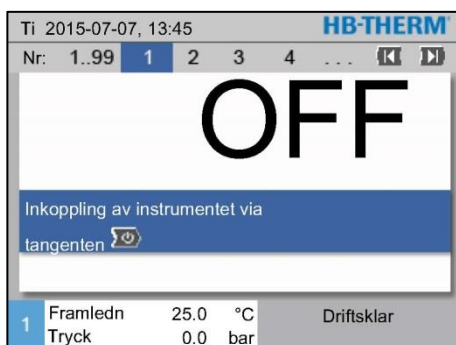 Ti 2015-07-07, 13:45 HB-THERM®
Nr: 1..99 1 2 3 4 ...
OFF
Inkoppling av instrumentet via
tangenten
1 Framledn 25.0 °C Driftsklar
Tryck 0.0 bar